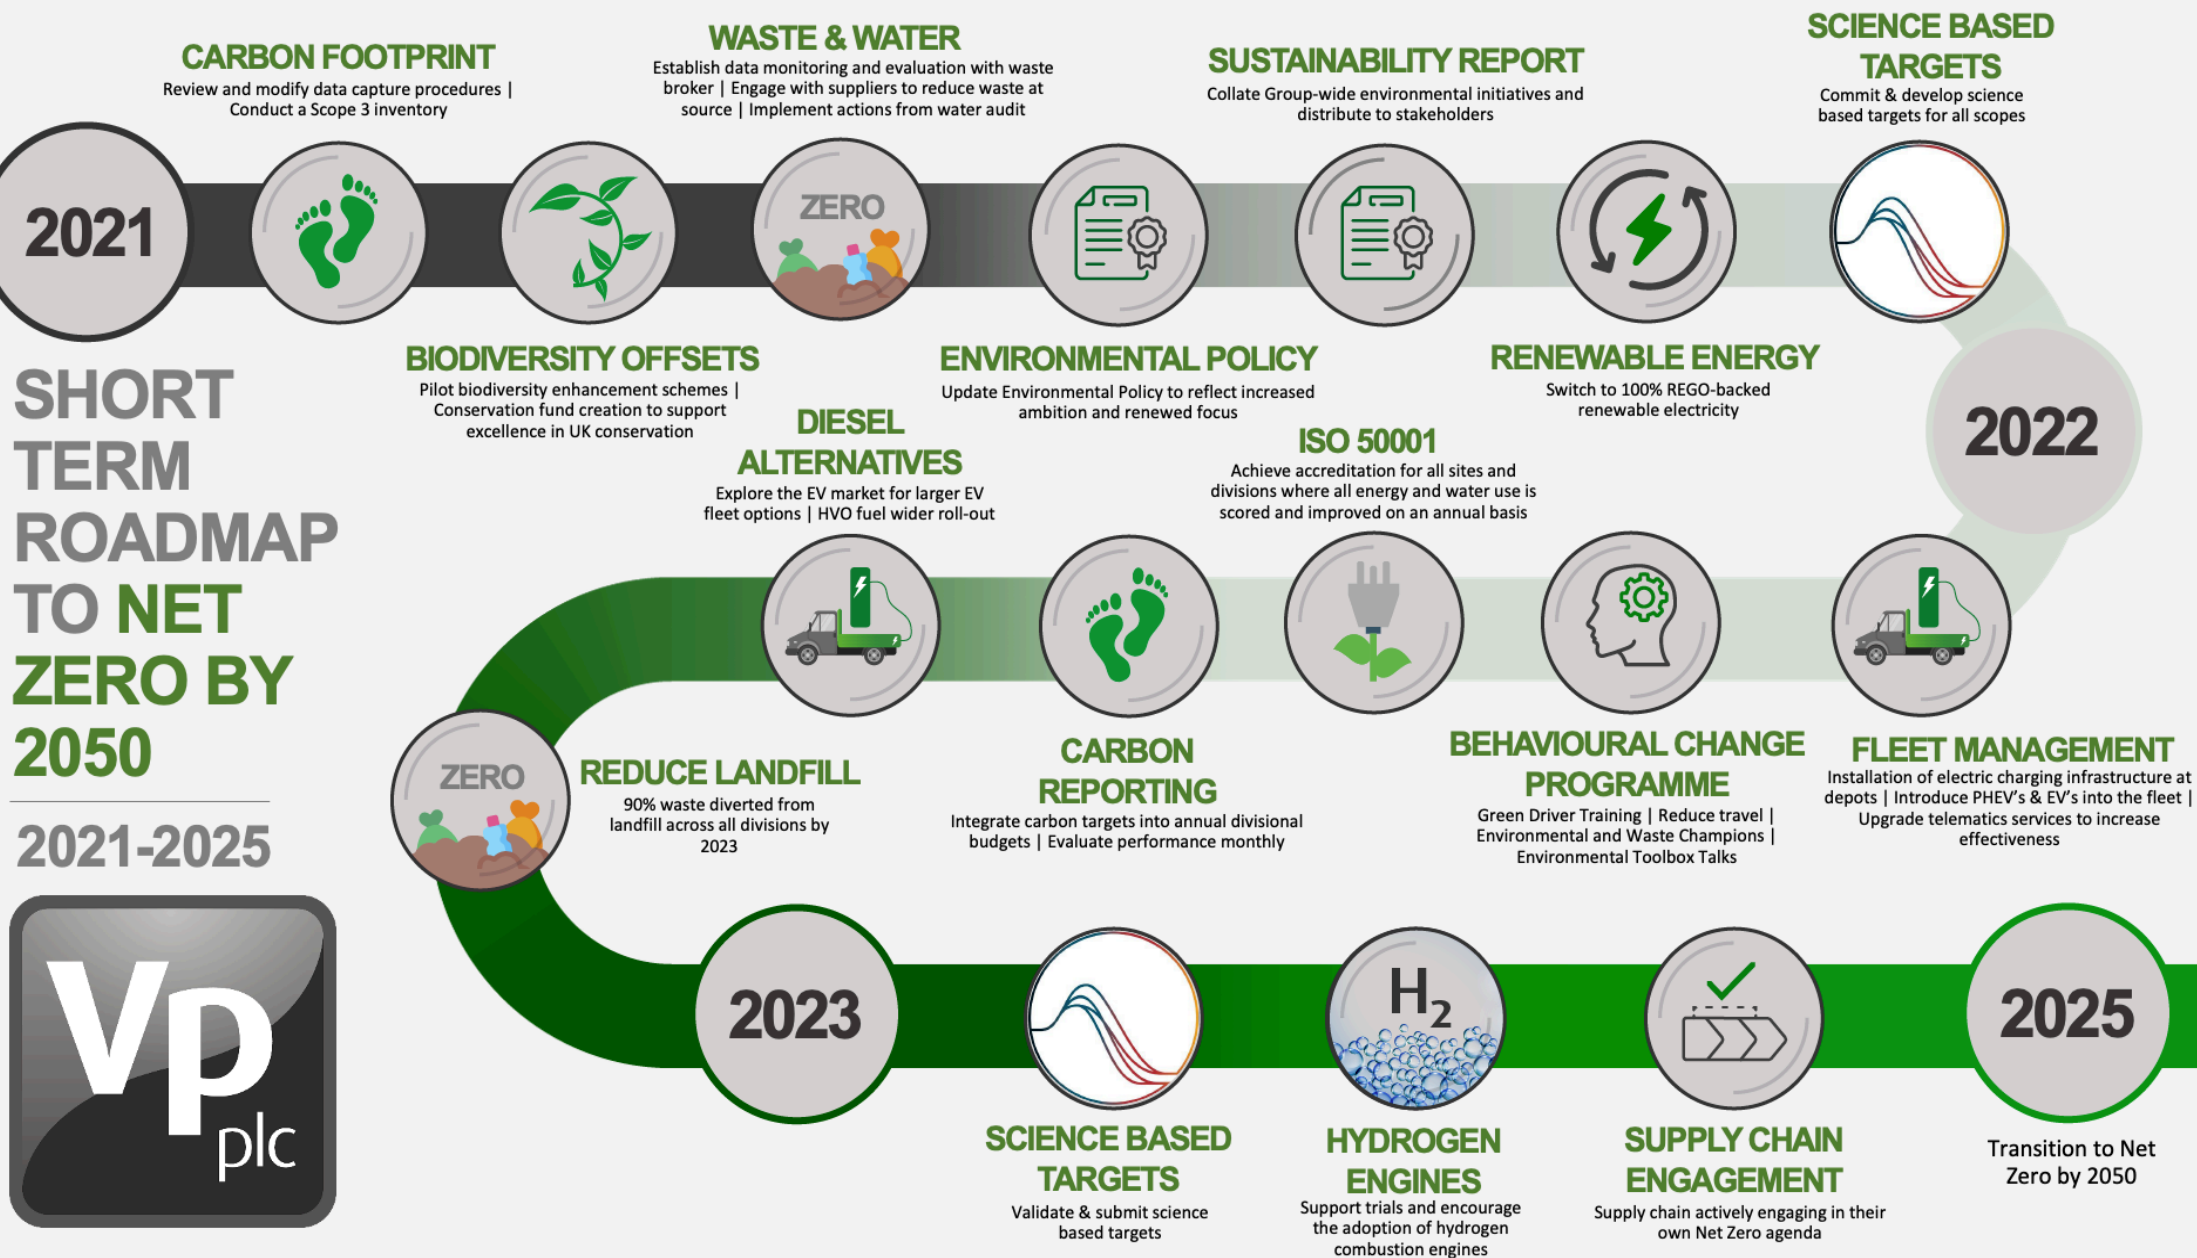 CARBON FOOTPRINT
Review and modify data capture procedures |
Conduct a Scope 3 inventory
WASTE & WATER
Establish data monitoring and evaluation with waste
broker | Engage with suppliers to reduce waste at
source | Implement actions from water audit
SUSTAINABILITY REPORT
Collate Group-wide environmental initiatives and
distribute to stakeholders
SCIENCE BASED
TARGETS
Commit & develop science
based targets for all scopes
2021
ZERO
BIODIVERSITY OFFSETS
Pilot biodiversity enhancement schemes |
Conservation fund creation to support
excellence in UK conservation
ENVIRONMENTAL POLICY
Update Environmental Policy to reflect increased
ambition and renewed focus
RENEWABLE ENERGY
Switch to 100% REGO-backed
renewable electricity
2022
SHORT
TERM
ROADMAP
TO NET
ZERO BY
2050
2021-2025
Vp
plc
DIESEL
ALTERNATIVES
Explore the EV market for larger EV
fleet options | HVO fuel wider roll-out
ISO 50001
Achieve accreditation for all sites and
divisions where all energy and water use is
scored and improved on an annual basis
ZERO
REDUCE LANDFILL
90% waste diverted from
landfill across all divisions by
2023
CARBON
REPORTING
Integrate carbon targets into annual divisional
budgets | Evaluate performance monthly
BEHAVIOURAL CHANGE
PROGRAMME
Green Driver Training | Reduce travel |
Environmental and Waste Champions |
Environmental Toolbox Talks
FLEET MANAGEMENT
Installation of electric charging infrastructure at
depots | Introduce PHEV's & EV's into the fleet |
Upgrade telematics services to increase
effectiveness
2023
H2
2025
SCIENCE BASED
TARGETS
Validate & submit science
based targets
HYDROGEN
ENGINES
Support trials and encourage
the adoption of hydrogen
combustion engines
SUPPLY CHAIN
ENGAGEMENT
Supply chain actively engaging in their
own Net Zero agenda
Transition to Net
Zero by 2050